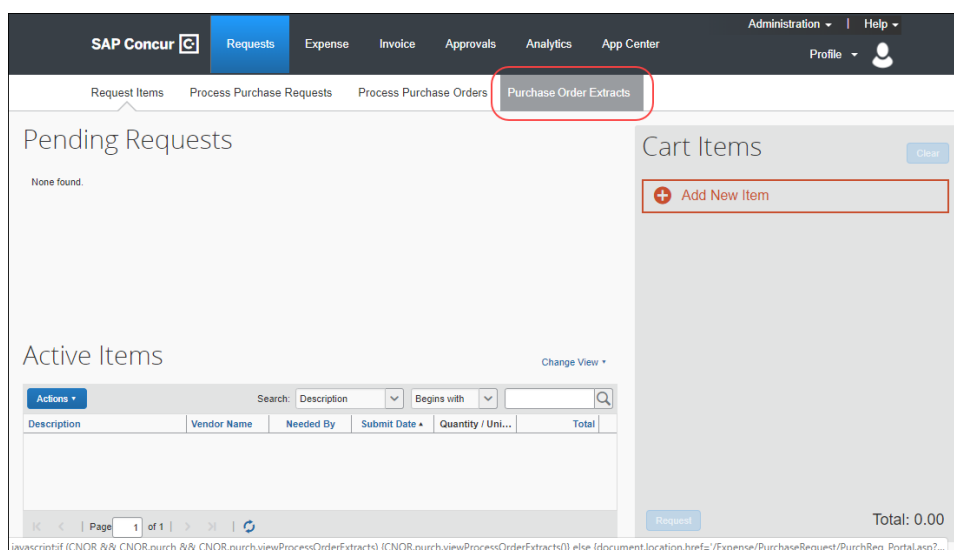 Administration | Help
SAP Concur C Requests Expense Invoice Approvals Analytics App Center
Profile
Request Items Process Purchase Requests Process Purchase Orders Purchase Order Extracts
Pending Requests
None found.
Cart Items Clear
Add New Item
Active Items
Change View
Actions Search: Description Begins with
Description Vendor Name Needed By Submit Date Quantity / Uni... Total
Page 1 of 1
Request Total: 0.00
javascript:if (CNQR && CNQR.purch && CNQR.purch.viewProcessOrderExtracts) {CNQR.purch.viewProcessOrderExtracts()} else {document.location.href='/Expense/PurchaseRequest/PurchReq_Portal.asp?...